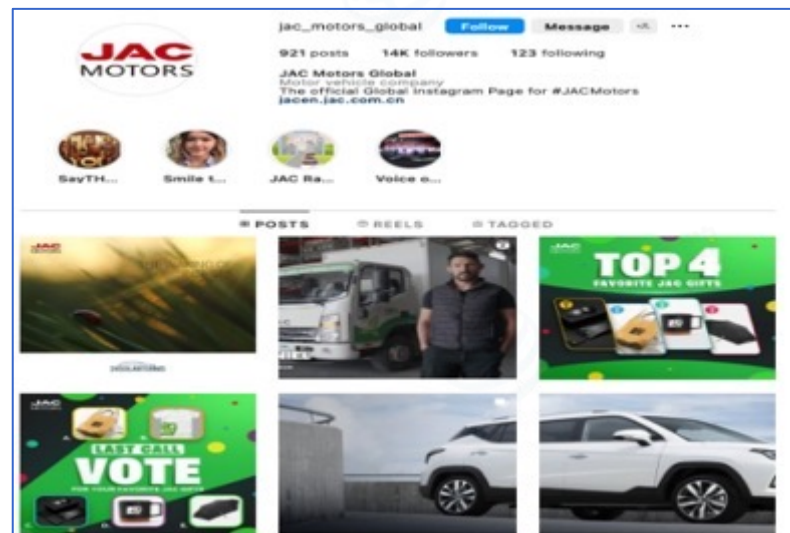 jac_motors_global Follow Message
921 posts 14K followers 123 following
JAC Motors Global
Motor vehicle company
The official Global Instagram Page for #JACMotors
jacen.jac.com.cn
JAC
MOTORS
SayTH... Smile t... JAC Ra... Voice o...
POSTS REELS TAGGED
JAC
JAC
TOP 4
FAVORITE JAC GIFTS
JAC
MOTORS
LAST CALL
VOTE
FOR YOUR FAVORITE JAC GIFTS